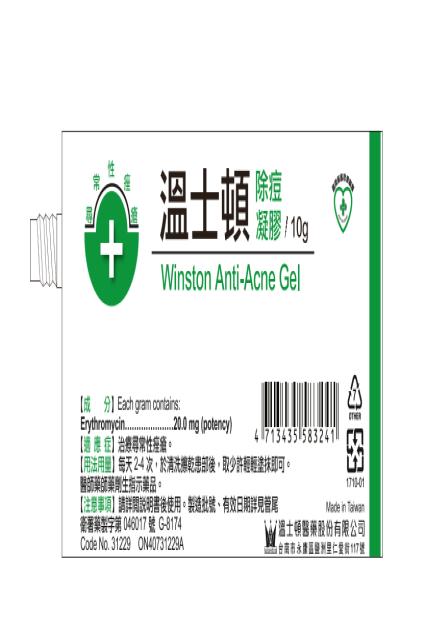 尋常性痤瘡
溫士頓 除痘凝膠 / 10g
Winston Anti-Acne Gel
【成 分】Each gram contains:
Erythromycin.....................20.0 mg (potency)
【適 應 症】治療尋常性痤瘡。
【用法用量】每天 2-4 次，於清洗擦乾患部後，取少許輕輕塗抹即可。
醫師藥師藥劑生指示藥品。
【注意事項】請詳閱說明書後使用。製造批號、有效日期詳見管尾
衛署藥製字第 046017 號 G-8174
Code No. 31229 ON40731229A
4 713435 583241
7
OTHER
1710-01
Made in Taiwan
溫士頓醫藥股份有限公司
台南市永康區鹽洲里仁愛街 117號